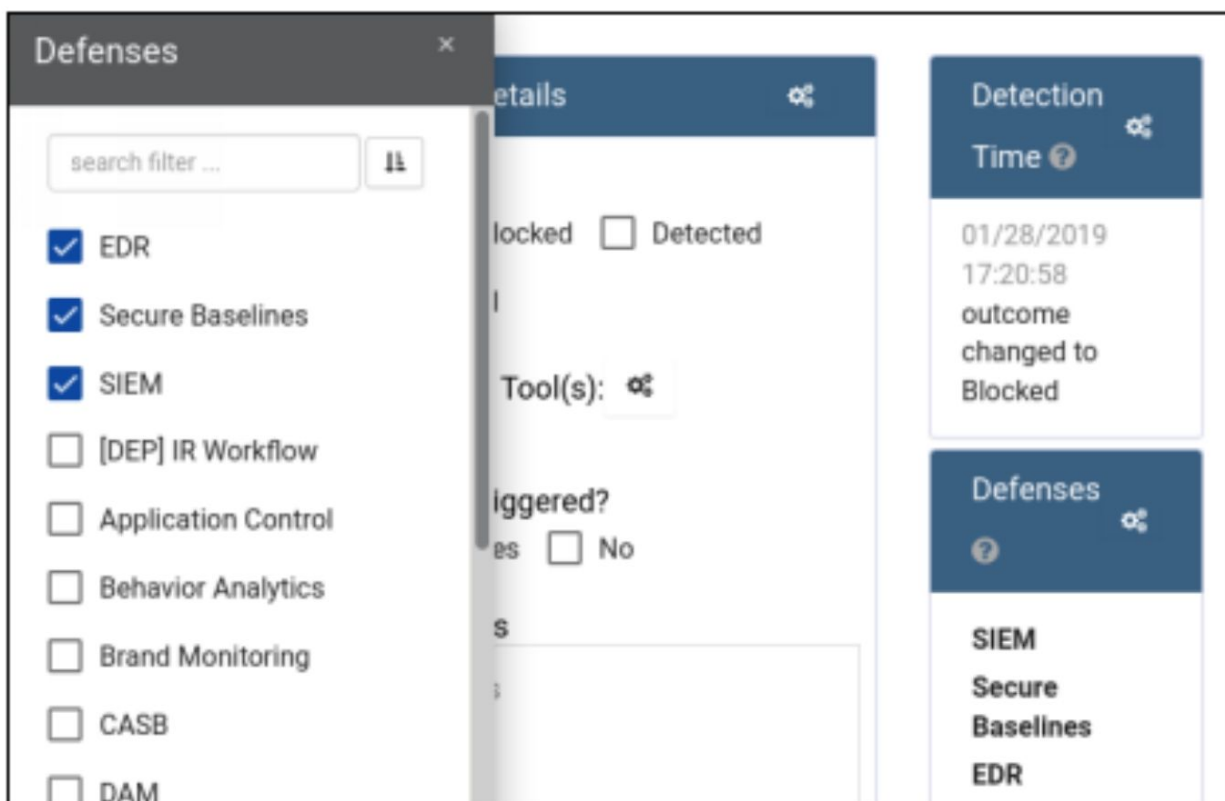 Defenses
×
search filter ...
EDR
Secure Baselines
SIEM
[DEP] IR Workflow
Application Control
Behavior Analytics
Brand Monitoring
CASB
DAM
etails
locked Detected
Tool(s):
iggered?
es No
s
Detection
Time ?
01/28/2019
17:20:58
outcome
changed to
Blocked
Defenses
?
SIEM
Secure
Baselines
EDR